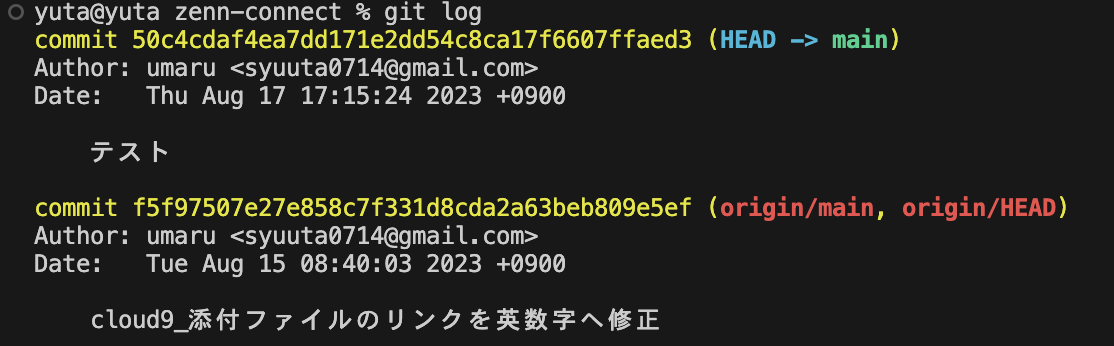 yuta@yuta zenn-connect % git log
commit 50c4cdaf4ea7dd171e2dd54c8ca17f6607ffaed3 (HEAD -> main)
Author: umaru <syuuta0714@gmail.com>
Date:   Thu Aug 17 17:15:24 2023 +0900
テスト
commit f5f97507e27e858c7f331d8cda2a63beb809e5ef (origin/main, origin/HEAD)
Author: umaru <syuuta0714@gmail.com>
Date:   Tue Aug 15 08:40:03 2023 +0900
cloud9_添付ファイルのリンクを英数字へ修正